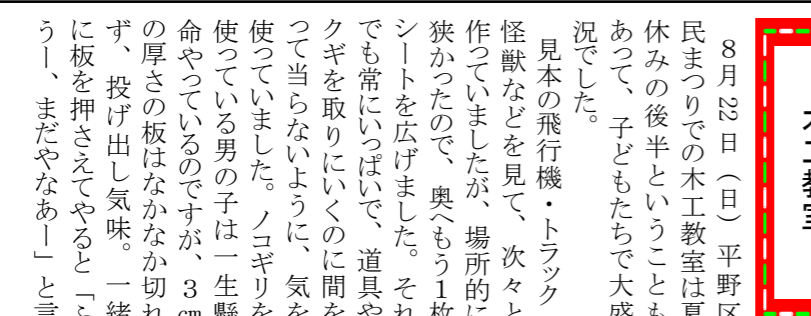 木工教室
８月22日（日）平野区
民まつりでの木工教室は夏
休みの後半ということも
あって、子どもたちで大盛
況でした。
見本の飛行機・トラック
怪獣などを見て、次々と
作っていましたが、場所的に
狭かったので、奥へもう１枚
シートを広げました。それ
でも常にいっぱいで、道具や
クギを取りにいくのに間を
って当らないように、気を
使っていました。ノコギリを
使っている男の子は一生懸
命やっているのですが、３㎝
の厚さの板はなかなか切れ
ず、投げ出し気味。一緒
に板を押さえてやると「ふ
うー、まだやなあー」と言